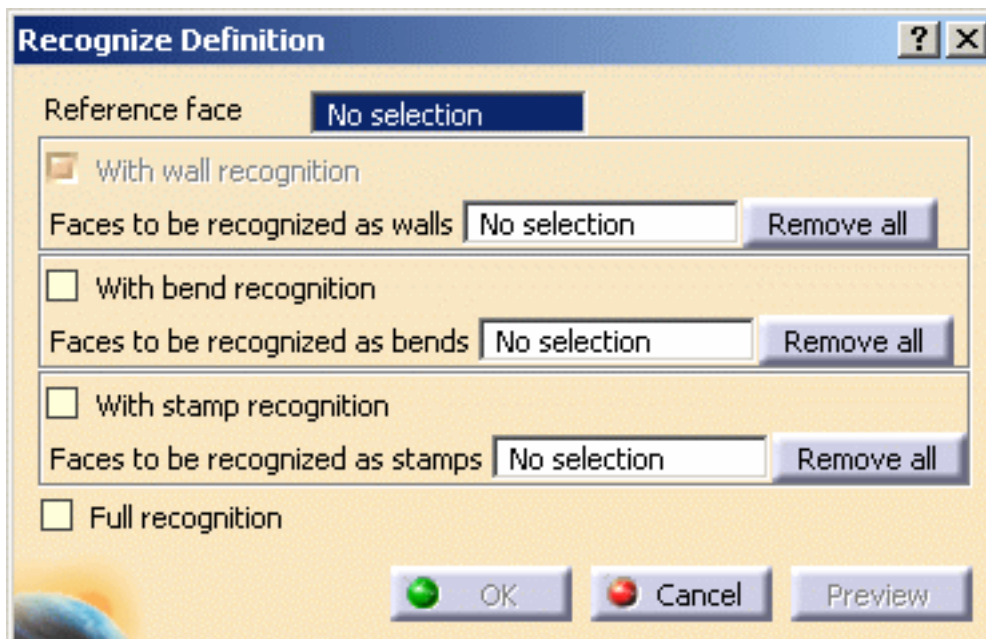 Recognize Definition ? X
Reference face No selection
With wall recognition
Faces to be recognized as walls No selection Remove all
With bend recognition
Faces to be recognized as bends No selection Remove all
With stamp recognition
Faces to be recognized as stamps No selection Remove all
Full recognition
OK Cancel Preview